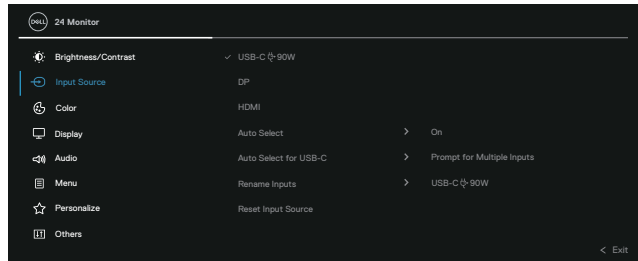 DELL 24 Monitor
Brightness/Contrast USB-C 90W
Input Source DP
Color HDMI
Display Auto Select On
Audio Auto Select for USB-C Prompt for Multiple Inputs
Menu Rename Inputs USB-C 90W
Personalize Reset Input Source
Others
< Exit